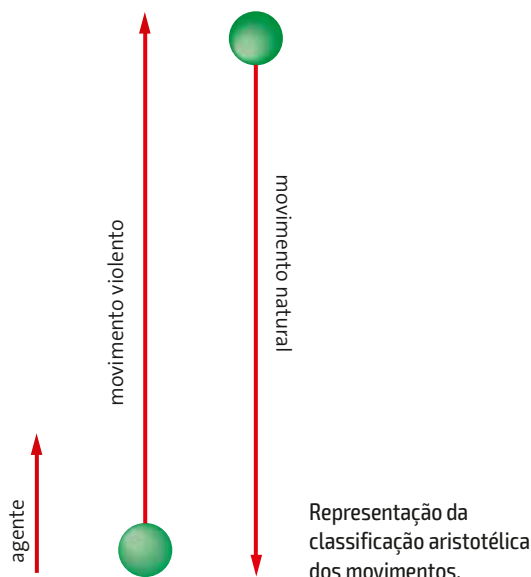 agente
movimento violento
movimento natural
Representação da
classificação aristotélica
dos movimentos.